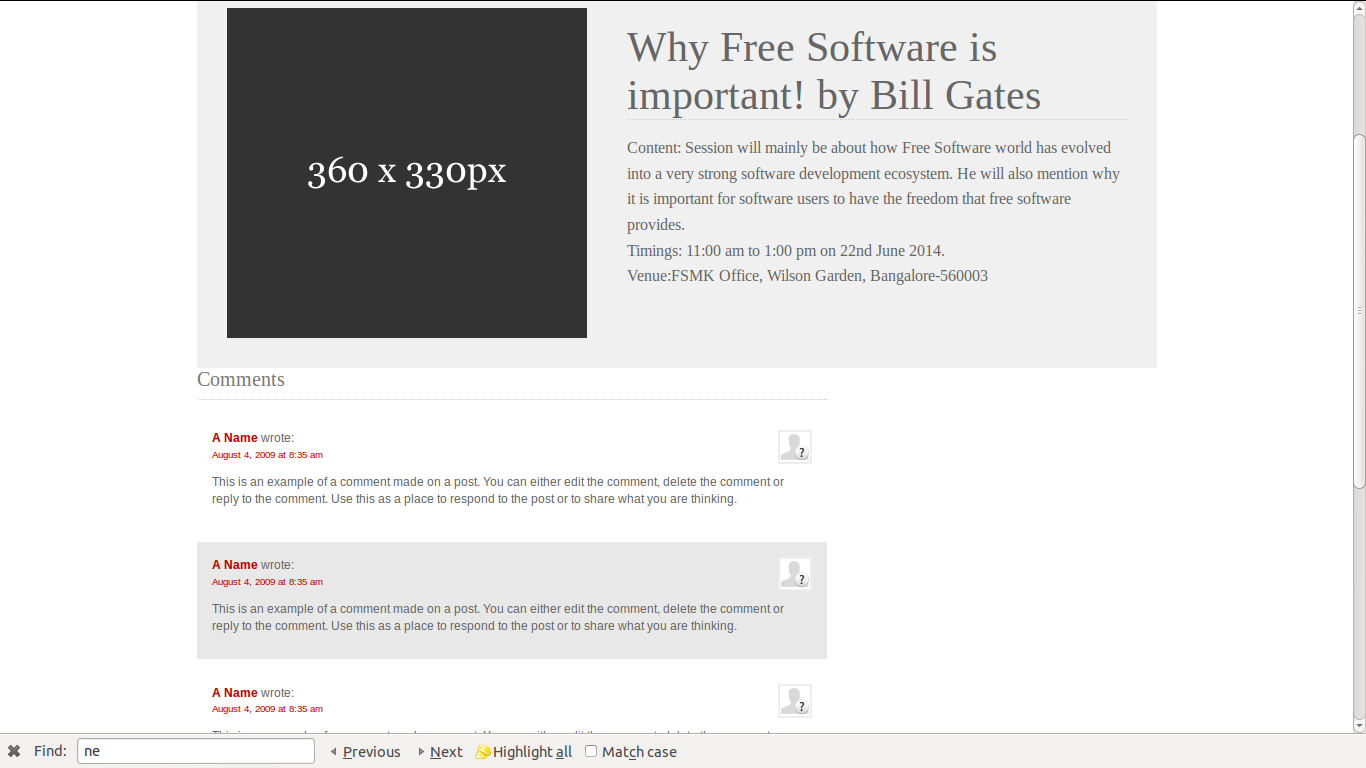 360 x 330px
Why Free Software is
important! by Bill Gates
Content: Session will mainly be about how Free Software world has evolved
into a very strong software development ecosystem. He will also mention why
it is important for software users to have the freedom that free software
provides.
Timings: 11:00 am to 1:00 pm on 22nd June 2014.
Venue:FSMK Office, Wilson Garden, Bangalore-560003
Comments
A Name wrote:
August 4, 2009 at 8:35 am
This is an example of a comment made on a post. You can either edit the comment, delete the comment or
reply to the comment. Use this as a place to respond to the post or to share what you are thinking.
A Name wrote:
August 4, 2009 at 8:35 am
This is an example of a comment made on a post. You can either edit the comment, delete the comment or
reply to the comment. Use this as a place to respond to the post or to share what you are thinking.
A Name wrote:
August 4, 2009 at 8:35 am
Find: ne Previous Next Highlight all Match case